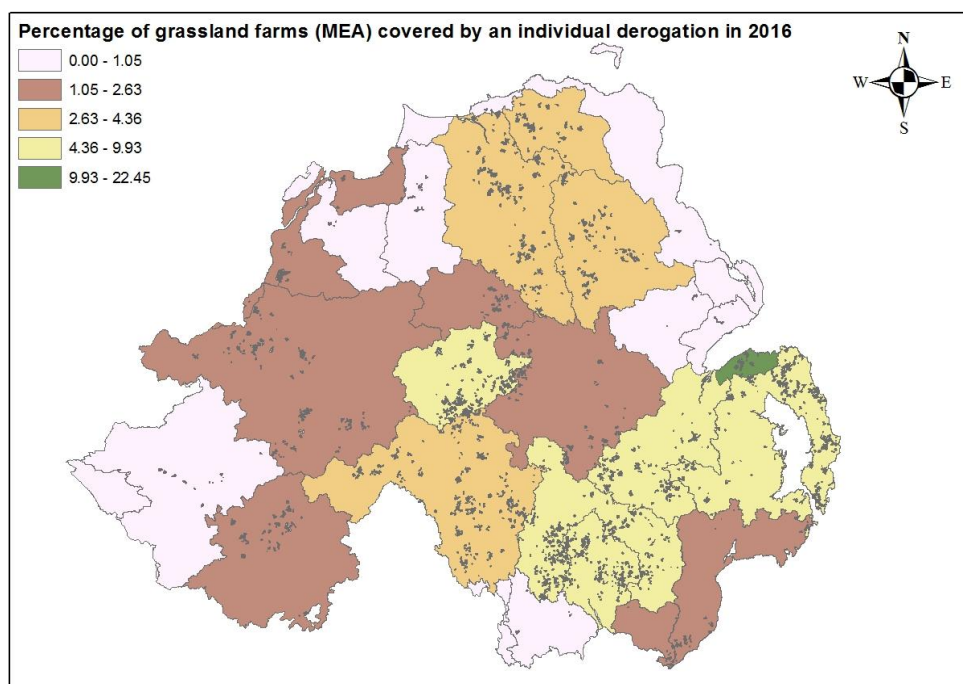 Percentage of grassland farms (MEA) covered by an individual derogation in 2016
0.00 - 1.05
1.05 - 2.63
2.63 - 4.36
4.36 - 9.93
9.93 - 22.45
N
W E
S